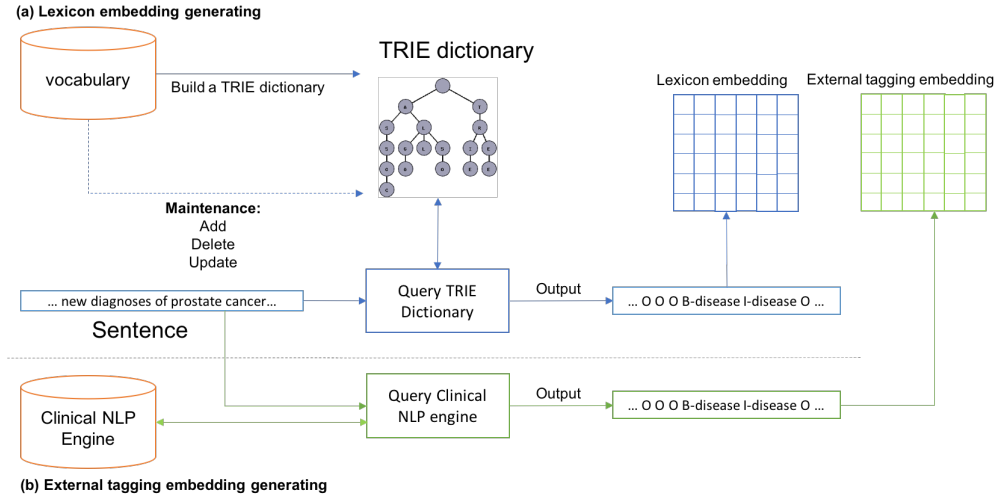 (a) Lexicon embedding generating
TRIE dictionary
vocabulary
Build a TRIE dictionary
Lexicon embedding
External tagging embedding
Maintenance:
Add
Delete
Update
... new diagnoses of prostate cancer...
Sentence
Query TRIE
Dictionary
Output
... O O O B-disease I-disease O ...
Clinical NLP
Engine
Query Clinical
NLP engine
Output
... O O O B-disease I-disease O ...
(b) External tagging embedding generating